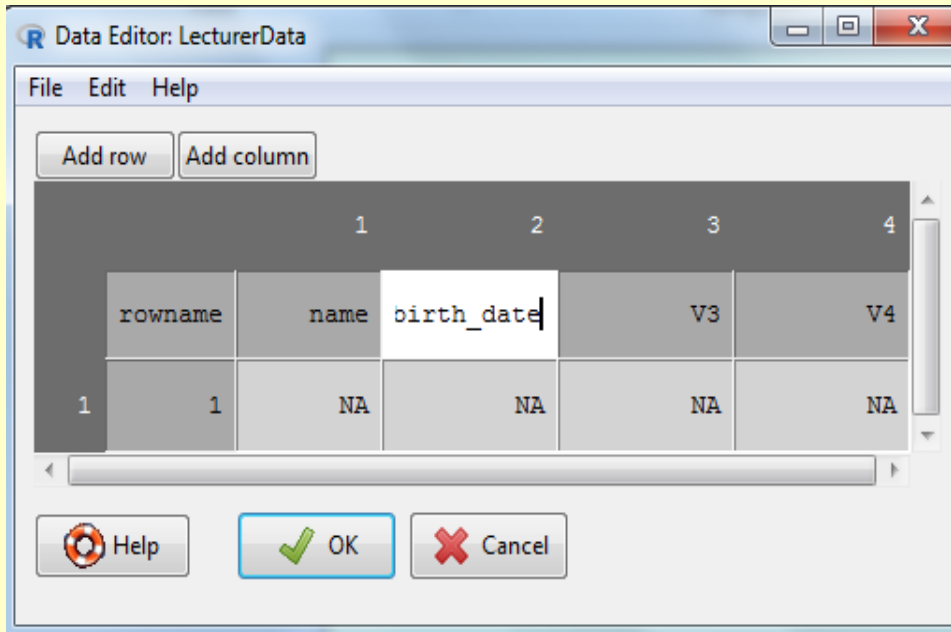 R Data Editor: LecturerData
File Edit Help
Add row Add column
1 2 3 4
rowname name birth_date V3 V4
1 1 NA NA NA NA
Help OK Cancel